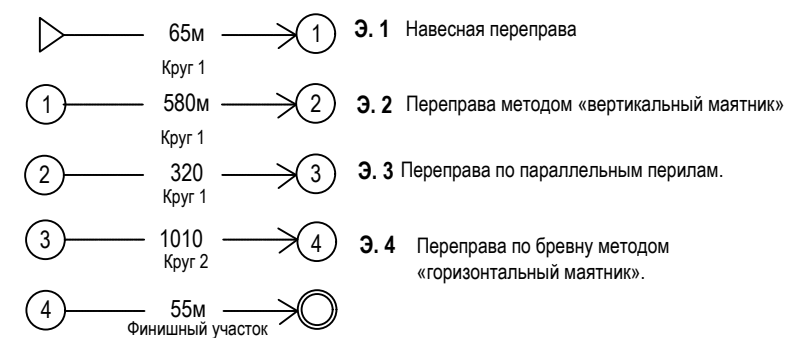 65м 1 Э. 1 Навесная переправа
Круг 1
1 580м 2 Э. 2 Переправа методом «вертикальный маятник»
Круг 1
2 320 3 Э. 3 Переправа по параллельным перилам.
Круг 1
3 1010 4 Э. 4 Переправа по бревну методом
Круг 2 «горизонтальный маятник».
4 55м
Финишный участок